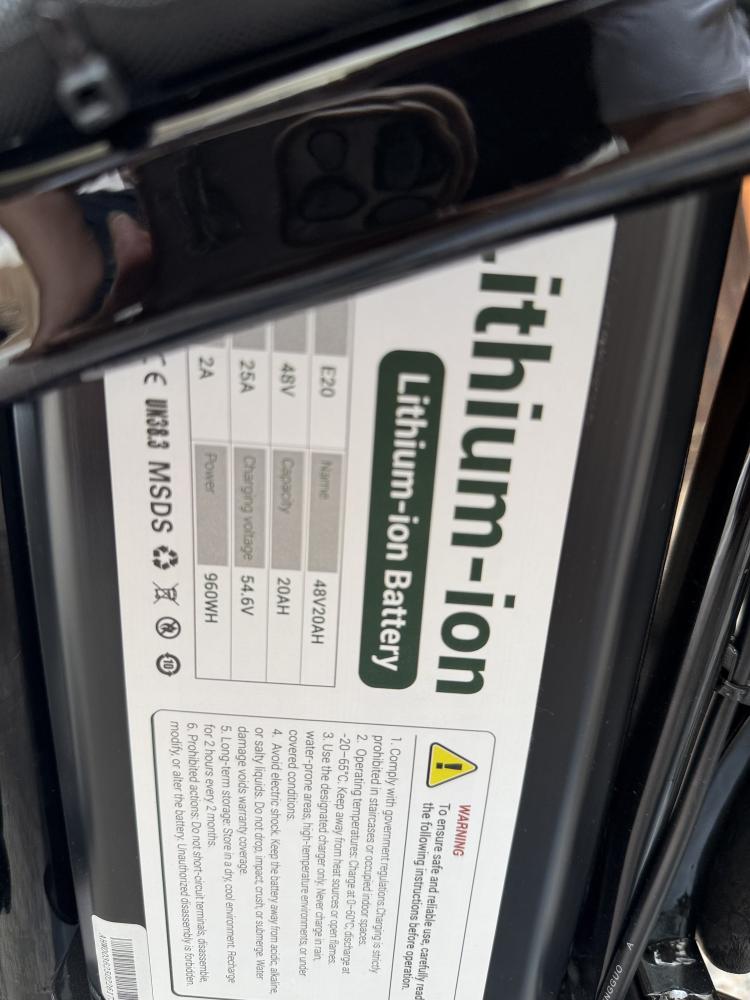 ithium-ion
Lithium-ion Battery
E20 Name 48V20AH
48V Capacity 20AH
25A Charging voltage 54.6V
2A Power 960WH
CE UN38.3 MSDS
10
WARNING
To ensure safe and reliable use, carefully read
the following instructions before operation.
1. Comply with government regulations.Charging is strictly
prohibited in staircases or occupied indoor spaces.
2. Operating temperatures: Charge at 0~60°C, discharge at
-20~65°C. Keep away from heat sources or open flames.
3. Use the designated charger only. Never charge in rain,
water-prone areas, high-temperature environments, or under
covered conditions.
4. Avoid electric shock. Keep the battery away from acidic, alkaline,
or salty liquids. Do not drop, impact, crush, or submerge. Water
damage voids warranty coverage.
5. Long-term storage: Store in a dry, cool environment. Recharge
for 2 hours every 2 months.
6. Prohibited actions: Do not short-circuit terminals, disassemble,
modify, or alter the battery. Unauthorized disassembly is forbidden.
NGGUO